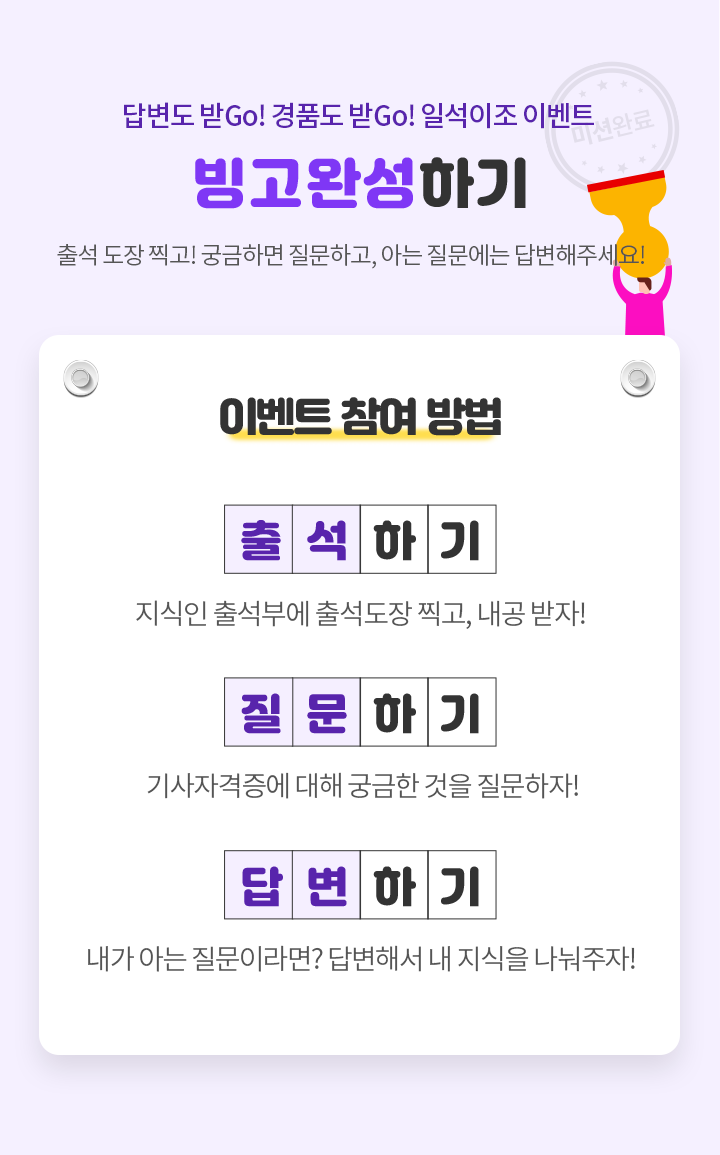 답변도 받Go! 경품도 받Go! 일석이조 이벤트
미션완료
빙고완성하기
출석 도장 찍고! 궁금하면 질문하고, 아는 질문에는 답변해주세요!
이벤트 참여 방법
출석하기
지식인 출석부에 출석도장 찍고, 내공 받자!
질문하기
기사자격증에 대해 궁금한 것을 질문하자!
답변하기
내가 아는 질문이라면? 답변해서 내 지식을 나눠주자!